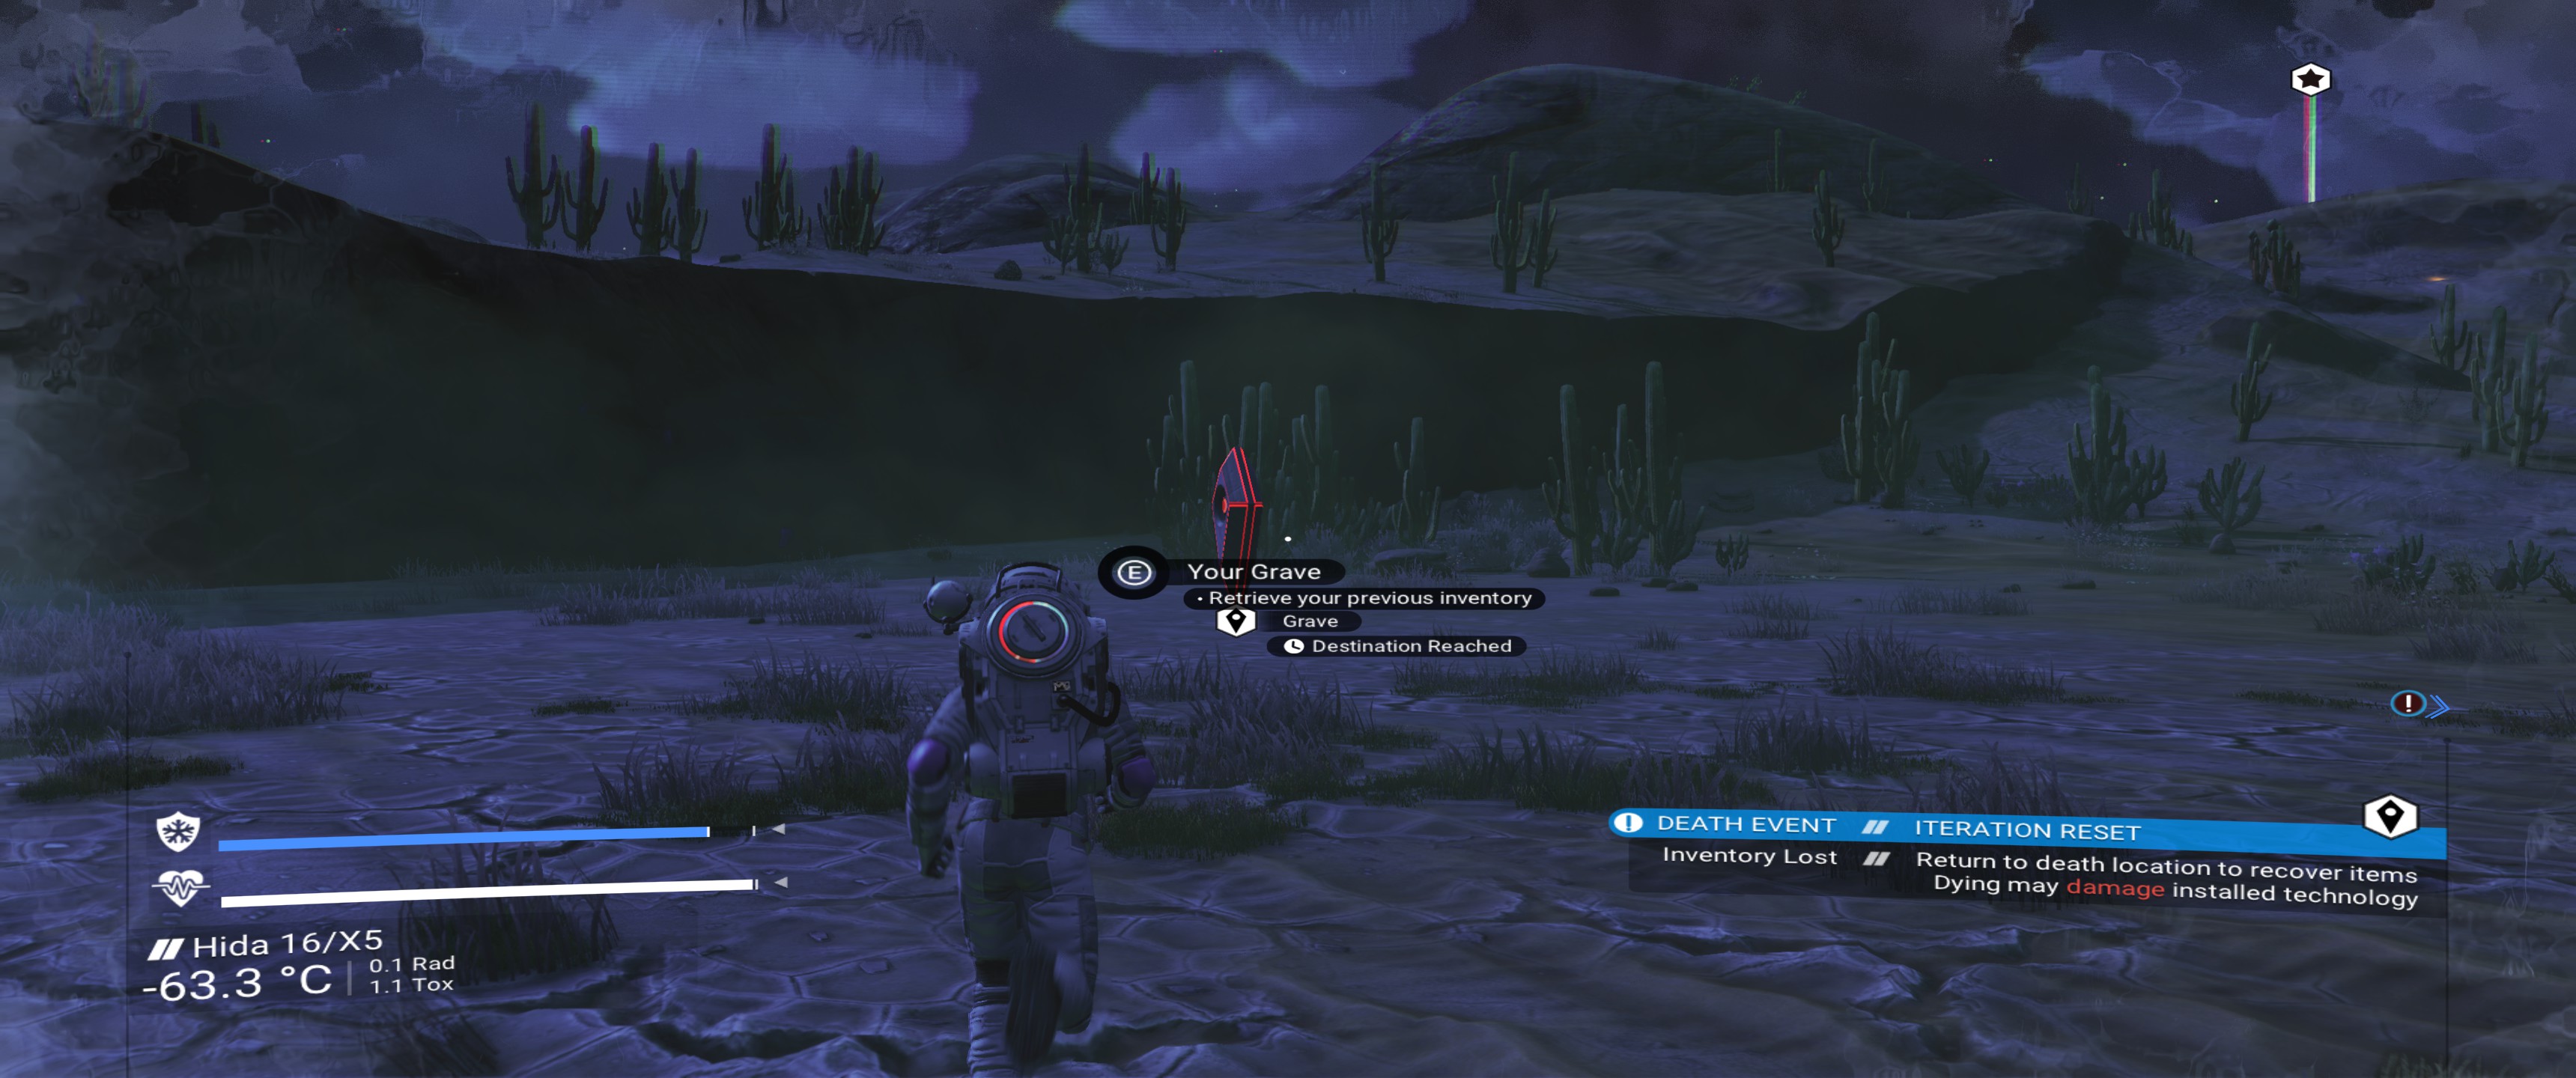 E Your Grave
• Retrieve your previous inventory
Grave
Destination Reached
DEATH EVENT // ITERATION RESET
Inventory Lost // Return to death location to recover items
Dying may damage installed technology
// Hida 16/X5
-63.3 °C | 0.1 Rad
1.1 Tox